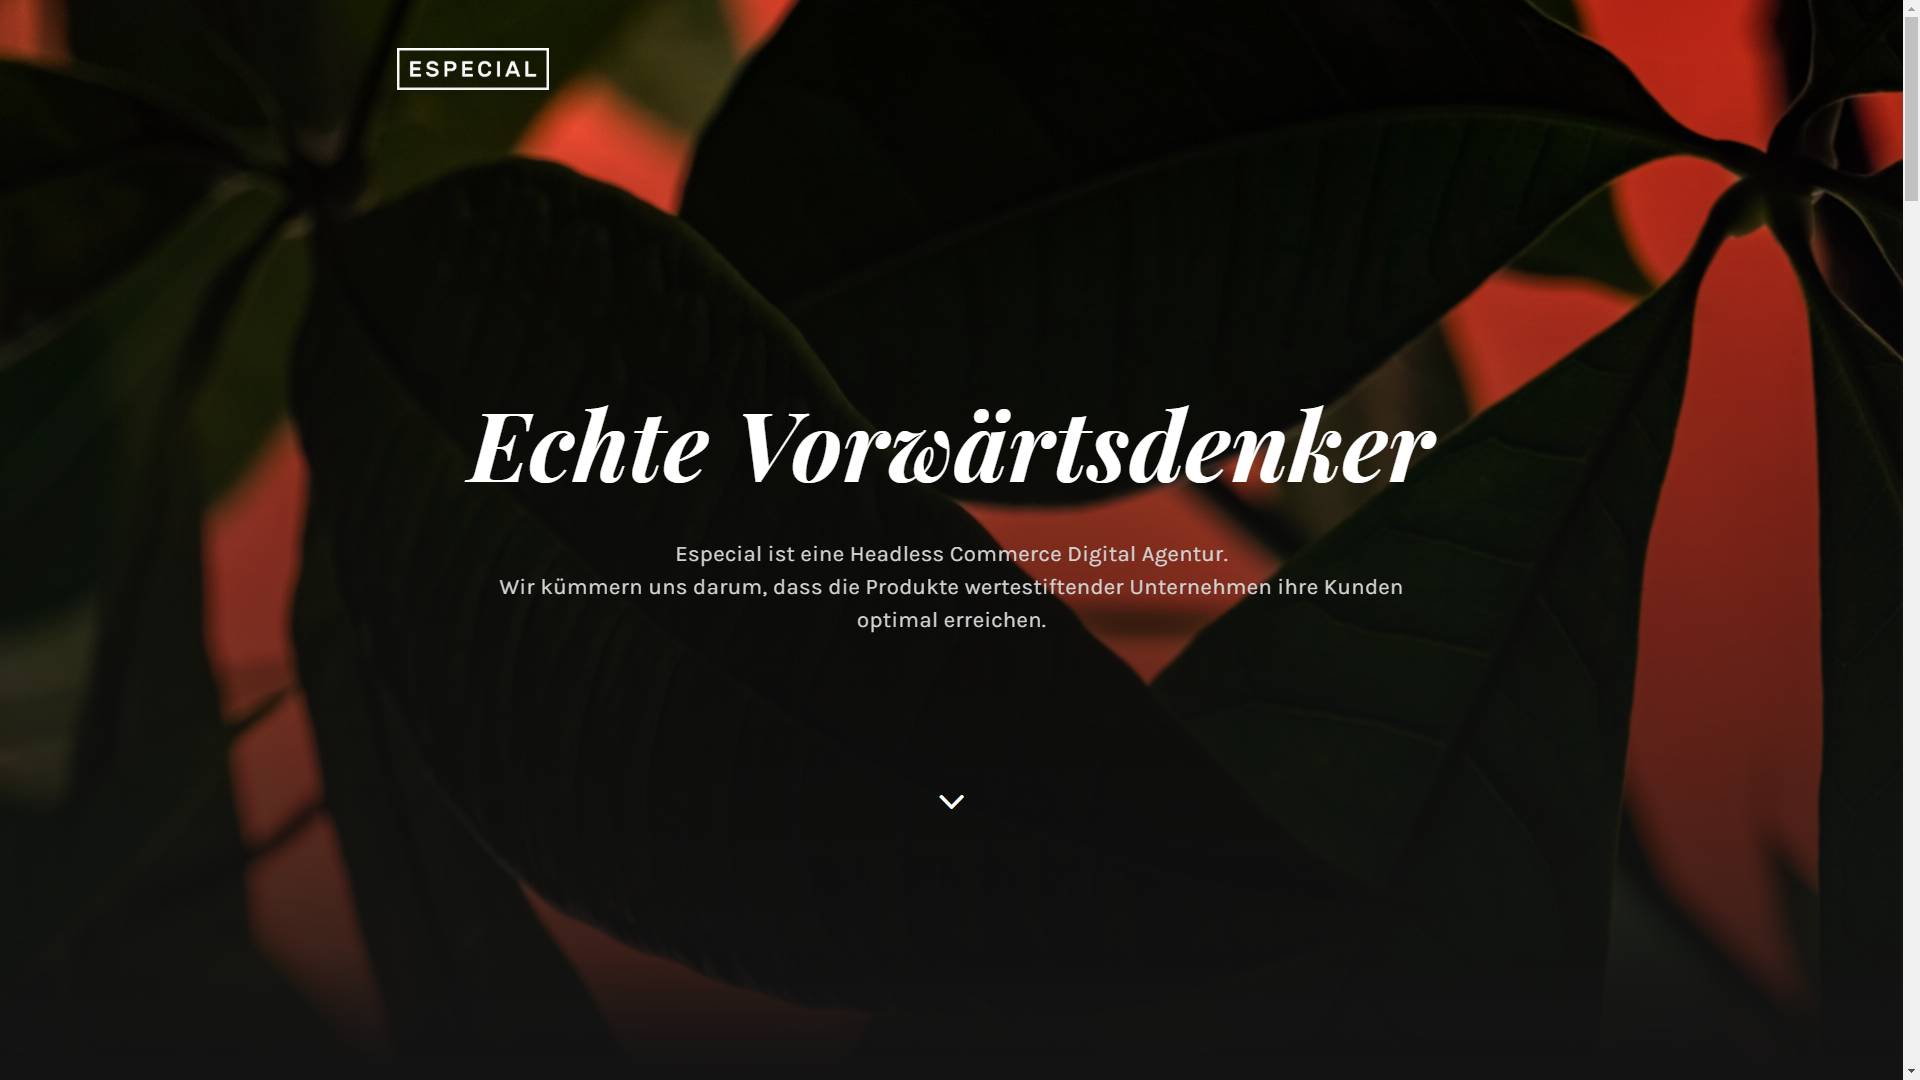 ESPECIAL
Echte Vorwärtsdenker
Especial ist eine Headless Commerce Digital Agentur.
Wir kümmern uns darum, dass die Produkte wertestiftender Unternehmen ihre Kunden
optimal erreichen.